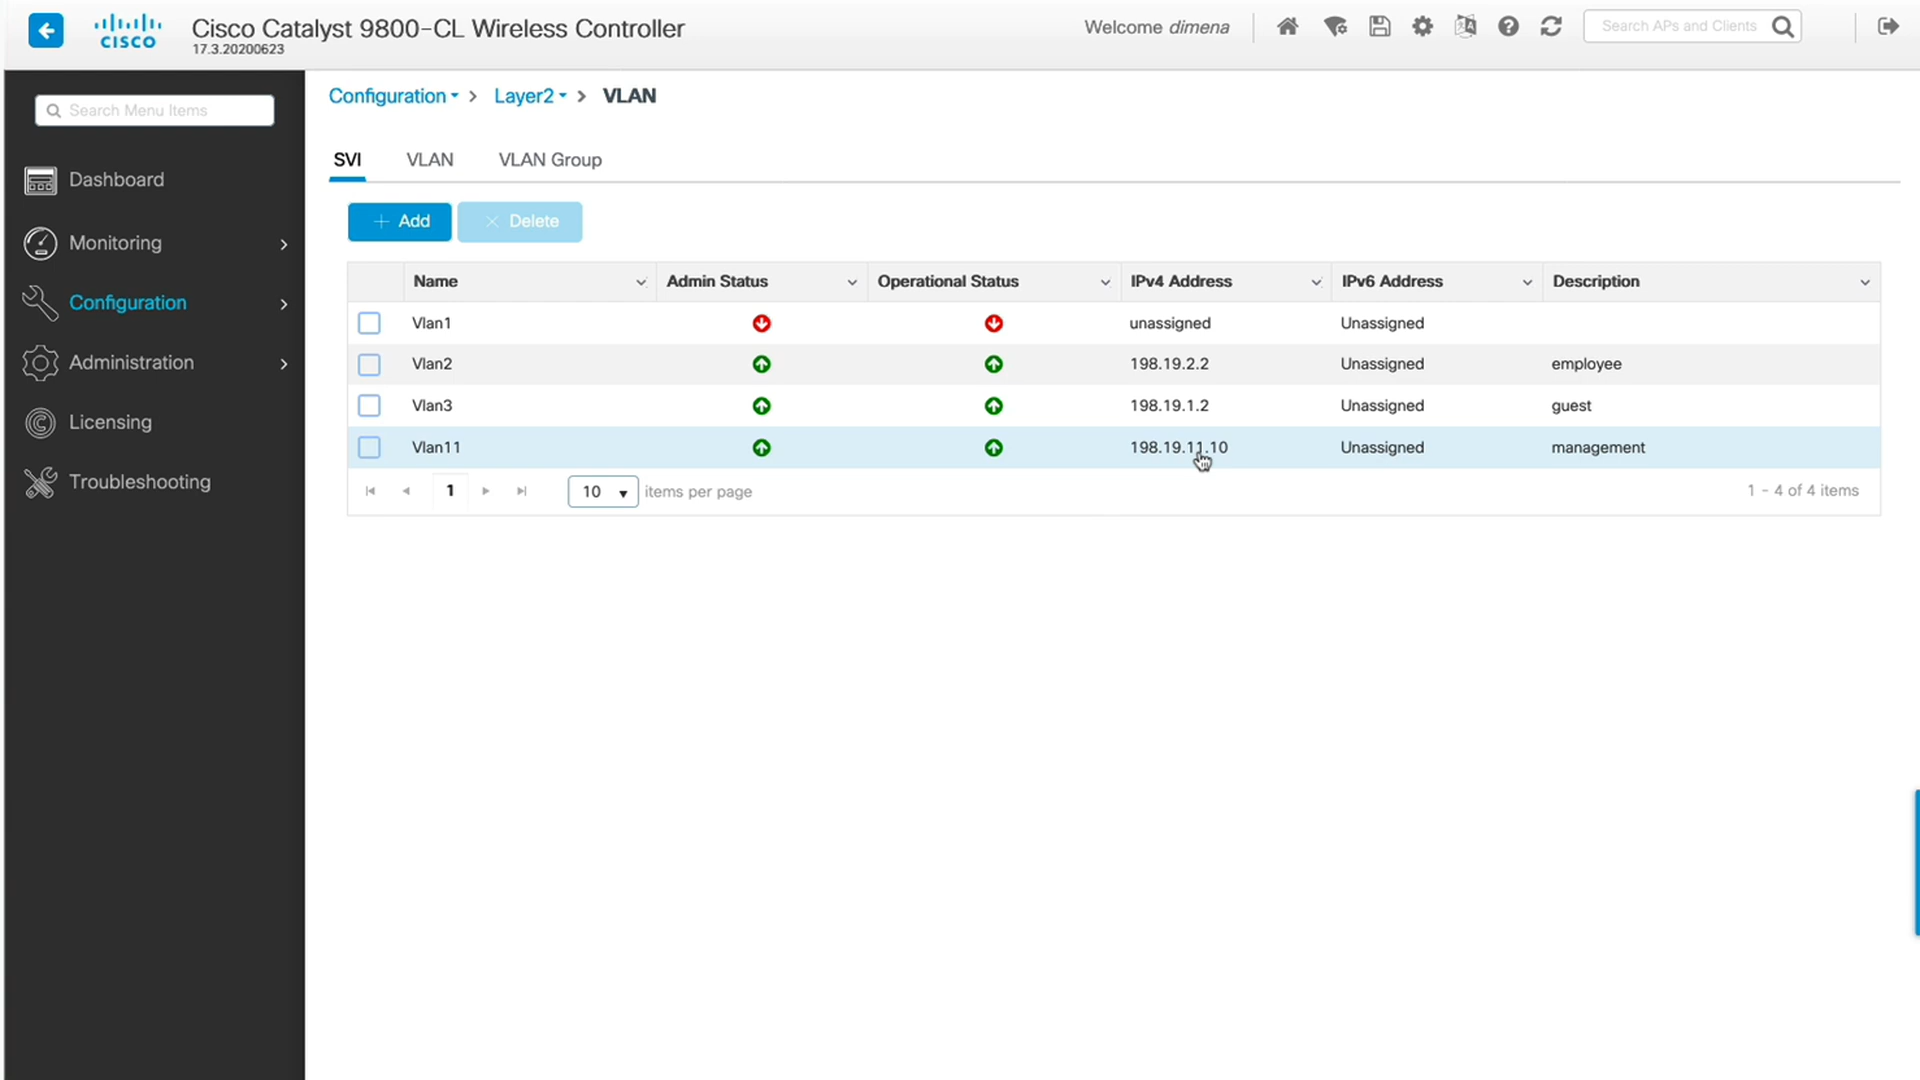 CISCO
Cisco Catalyst 9800-CL Wireless Controller
17.3.20200623
Welcome dimena
Search APs and Clients
Search Menu Items
Dashboard
Monitoring
Configuration
Administration
Licensing
Troubleshooting
Configuration > Layer2 > VLAN
SVI VLAN VLAN Group
+ Add × Delete
Name Admin Status Operational Status IPv4 Address IPv6 Address Description
Vlan1 unassigned Unassigned
Vlan2 198.19.2.2 Unassigned employee
Vlan3 198.19.1.2 Unassigned guest
Vlan11 198.19.11.10 Unassigned management
1 10 items per page 1 - 4 of 4 items